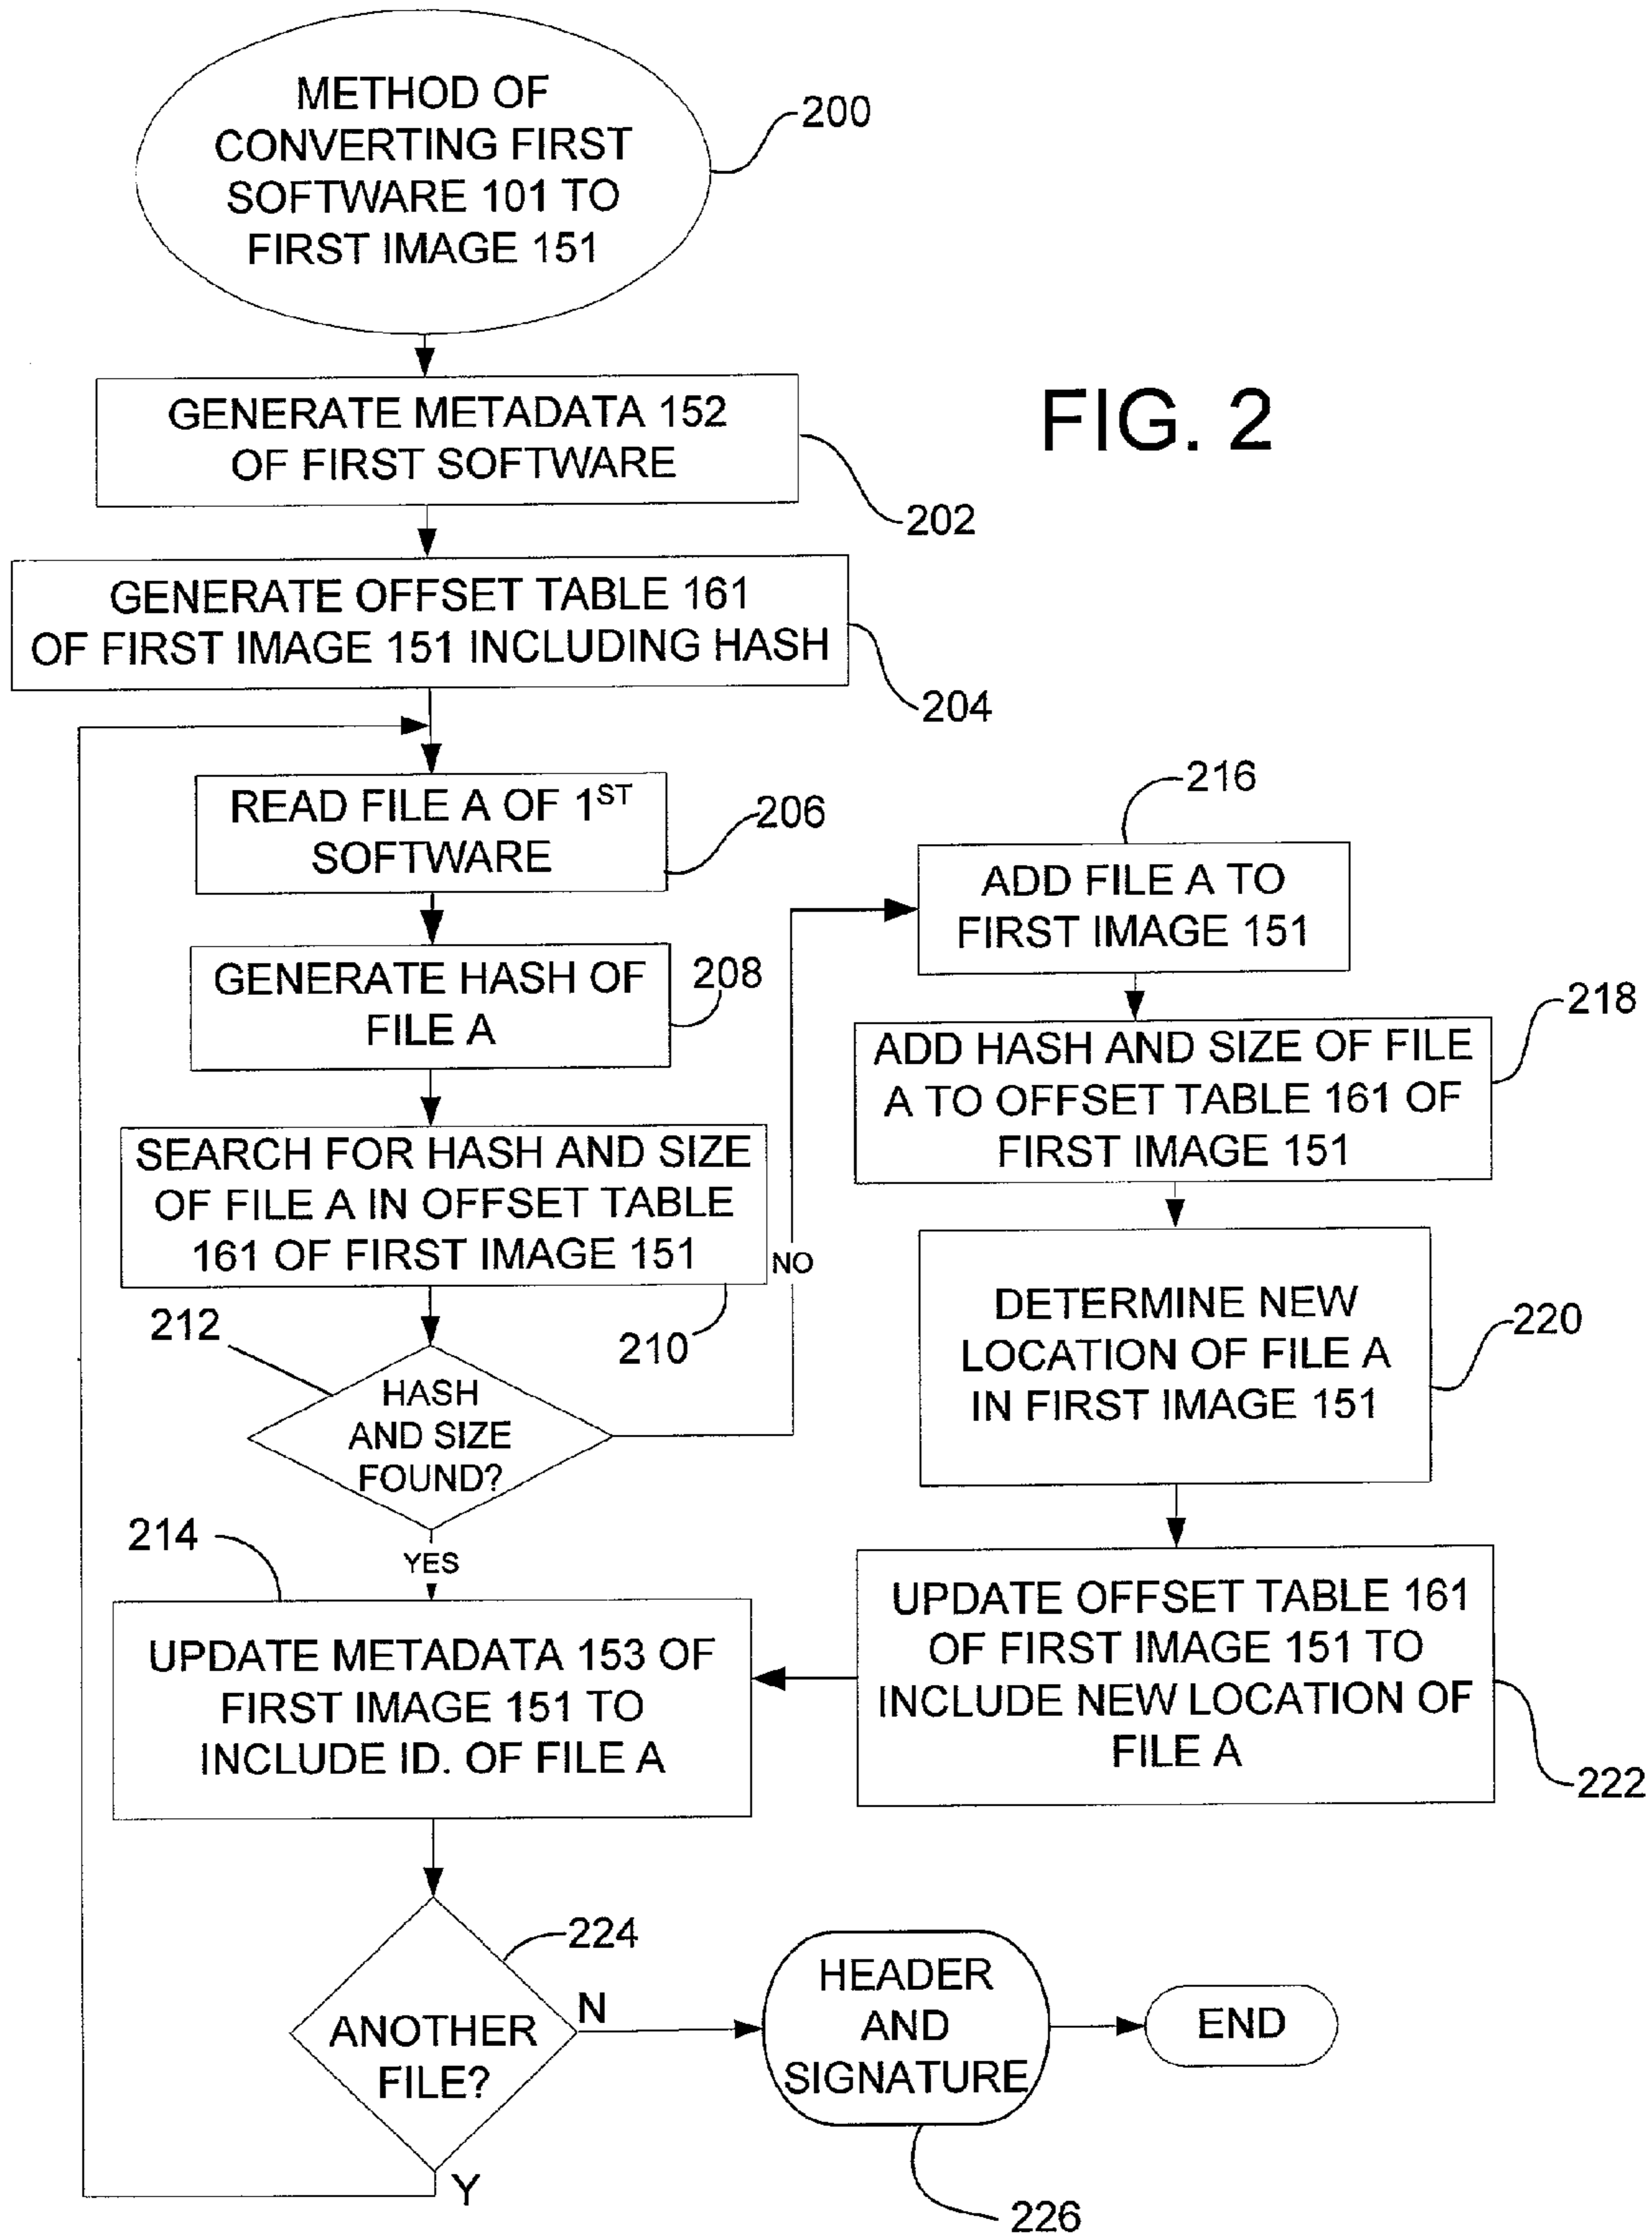 METHOD OF
CONVERTING FIRST
SOFTWARE 101 TO
FIRST IMAGE 151
200
GENERATE METADATA 152
OF FIRST SOFTWARE
202
FIG. 2
GENERATE OFFSET TABLE 161
OF FIRST IMAGE 151 INCLUDING HASH
204
READ FILE A OF 1ST
SOFTWARE
206
GENERATE HASH OF
FILE A
208
SEARCH FOR HASH AND SIZE
OF FILE A IN OFFSET TABLE
161 OF FIRST IMAGE 151
210
212
HASH
AND SIZE
FOUND?
NO
YES
214
UPDATE METADATA 153 OF
FIRST IMAGE 151 TO
INCLUDE ID. OF FILE A
216
ADD FILE A TO
FIRST IMAGE 151
218
ADD HASH AND SIZE OF FILE
A TO OFFSET TABLE 161 OF
FIRST IMAGE 151
DETERMINE NEW
LOCATION OF FILE A
IN FIRST IMAGE 151
220
UPDATE OFFSET TABLE 161
OF FIRST IMAGE 151 TO
INCLUDE NEW LOCATION OF
FILE A
222
224
ANOTHER
FILE?
N
Y
HEADER
AND
SIGNATURE
226
END